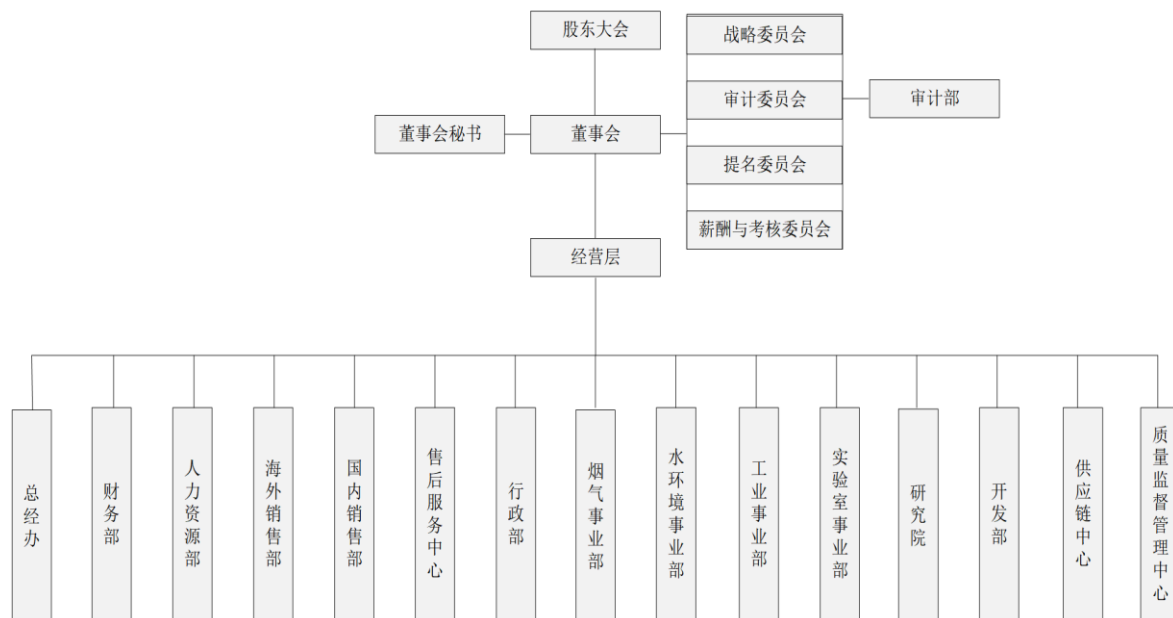 股东大会
战略委员会
审计委员会
审计部
董事会秘书
董事会
提名委员会
薪酬与考核委员会
经营层
总经办
财务部
人力资源部
海外销售部
国内销售部
售后服务中心
行政部
烟气事业部
水环境事业部
工业事业部
实验室事业部
研究院
开发部
供应链中心
质量监督管理中心